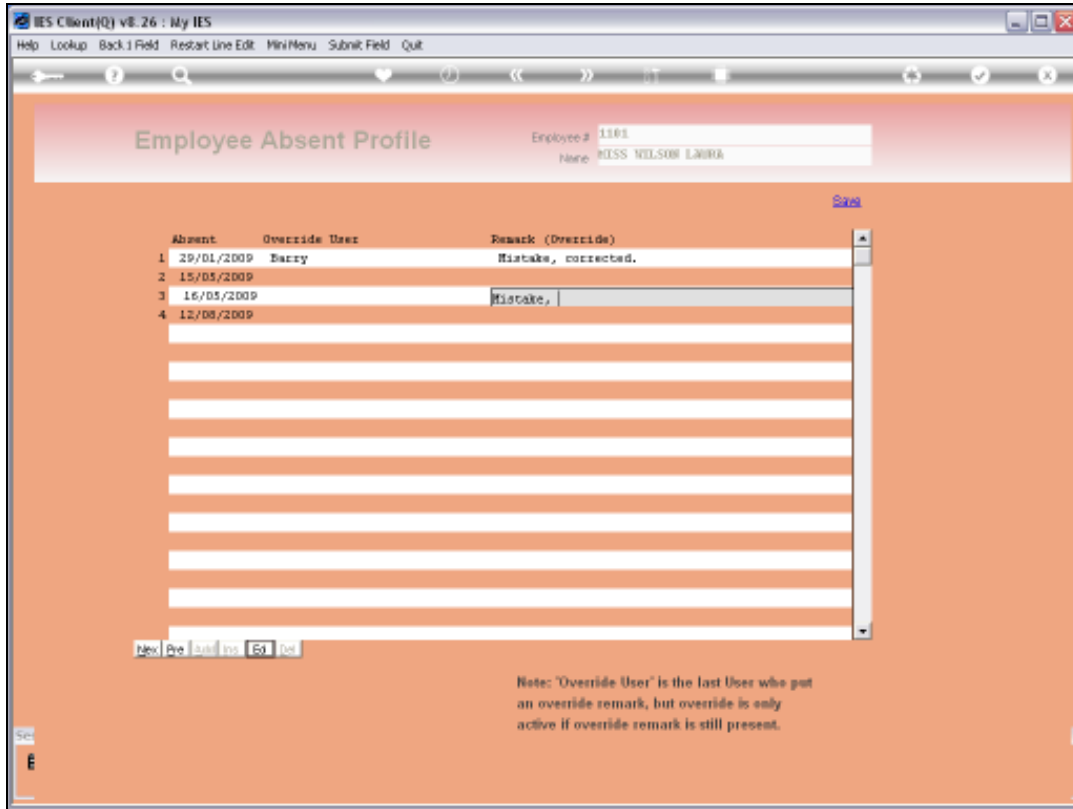 IES Client(Q) v8.26 : My IES
Help Lookup Back 1 Field Restart Line Edit MiniMenu Submit Field Quit
Employee Absent Profile
Employee # 1101
Name MISS WILSON LAURA
Save
Absent Override User Remark (Override)
1 29/01/2009 Barry Mistake, corrected.
2 15/05/2009
3 16/05/2009 Mistake,
4 12/08/2009
Nex Pre Add Ins Ed Del
Note: 'Override User' is the last User who put
an override remark, but override is only
active if override remark is still present.